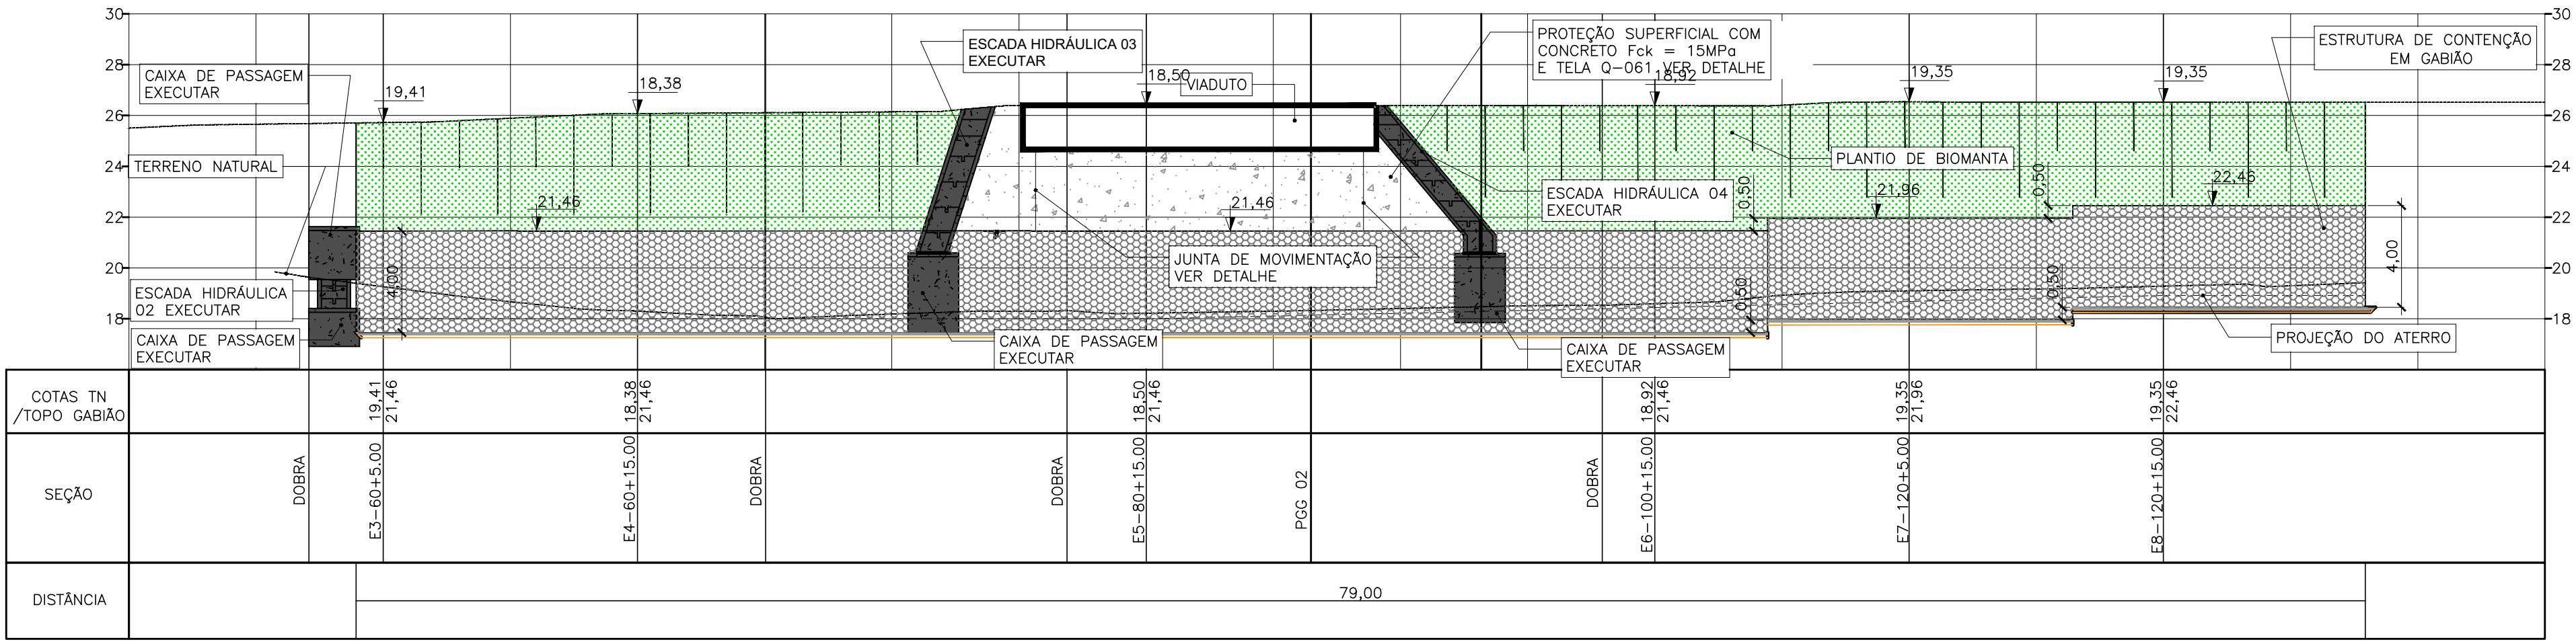 30
28
26
24
22
20
18
30
28
26
24
22
20
18
CAIXA DE PASSAGEM
EXECUTAR
19,41
18,38
ESCADA HIDRÁULICA 03
EXECUTAR
18,50
VIADUTO
PROTEÇÃO SUPERFICIAL COM
CONCRETO Fck = 15MPa
E TELA Q-061 VER DETALHE
18,92
19,35
19,35
ESTRUTURA DE CONTENÇÃO
EM GABIÃO
TERRENO NATURAL
PLANTIO DE BIOMANTA
21,46
21,46
ESCADA HIDRÁULICA 04
EXECUTAR
0,50
21,96
0,50
22,46
4,00
JUNTA DE MOVIMENTAÇÃO
VER DETALHE
4,00
0,50
0,50
ESCADA HIDRÁULICA
02 EXECUTAR
CAIXA DE PASSAGEM
EXECUTAR
CAIXA DE PASSAGEM
EXECUTAR
CAIXA DE PASSAGEM
EXECUTAR
PROJEÇÃO DO ATERRO
COTAS TN
/TOPO GABIÃO
19,41
21,46
18,38
21,46
18,50
21,46
18,92
21,46
19,35
21,96
19,35
22,46
SEÇÃO
DOBRA
E3-60+5.00
E4-60+15.00
DOBRA
DOBRA
E5-80+15.00
PGG 02
DOBRA
E6-100+15.00
E7-120+5.00
E8-120+15.00
DISTÂNCIA
79,00